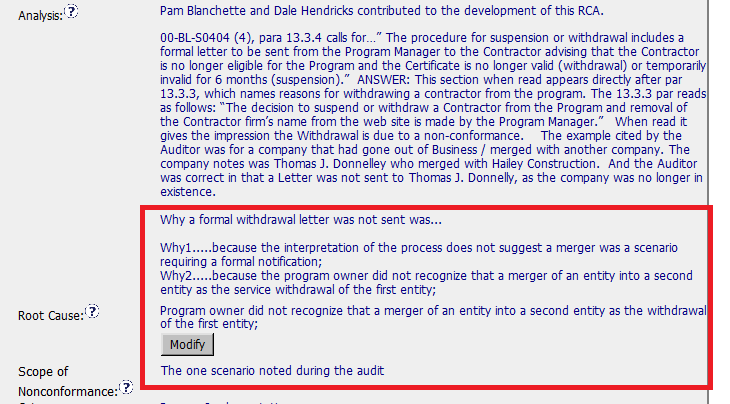 Analysis: ?
Pam Blanchette and Dale Hendricks contributed to the development of this RCA.
00-BL-S0404 (4), para 13.3.4 calls for…” The procedure for suspension or withdrawal includes a
formal letter to be sent from the Program Manager to the Contractor advising that the Contractor
is no longer eligible for the Program and the Certificate is no longer valid (withdrawal) or temporarily
invalid for 6 months (suspension).”  ANSWER: This section when read appears directly after par
13.3.3, which names reasons for withdrawing a contractor from the program. The 13.3.3 par reads
as follows: “The decision to suspend or withdraw a Contractor from the Program and removal of
the Contractor firm’s name from the web site is made by the Program Manager.”   When read it
gives the impression the Withdrawal is due to a non-conformance.    The example cited by the
Auditor was for a company that had gone out of Business / merged with another company. The
company notes was Thomas J. Donnelley who merged with Hailey Construction.  And the Auditor
was correct in that a Letter was not sent to Thomas J. Donnelly, as the company was no longer in
existence.
Why a formal withdrawal letter was not sent was...
Why1.....because the interpretation of the process does not suggest a merger was a scenario
requiring a formal notification;
Why2.....because the program owner did not recognize that a merger of an entity into a second
entity as the service withdrawal of the first entity;
Root Cause: ?
Program owner did not recognize that a merger of an entity into a second entity as the withdrawal
of the first entity;
Modify
Scope of
Nonconformance: ?
The one scenario noted during the audit